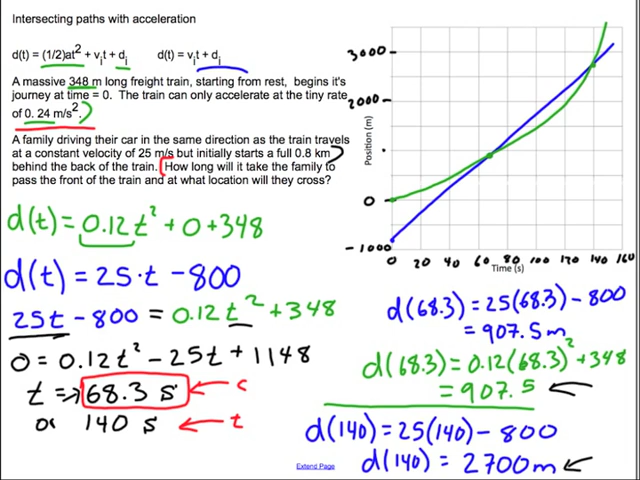 Intersecting paths with acceleration
d(t) = (1/2)at² + vᵢt + dᵢ d(t) = vᵢt + dᵢ
A massive 348 m long freight train, starting from rest, begins it's
journey at time = 0. The train can only accelerate at the tiny rate
of 0. 24 m/s².
A family driving their car in the same direction as the train travels
at a constant velocity of 25 m/s but initially starts a full 0.8 km
behind the back of the train. How long will it take the family to
pass the front of the train and at what location will they cross?
d(t) = 0.12t² + 0 + 348
d(t) = 25·t - 800
25t - 800 = 0.12t² + 348
0 = 0.12t² - 25t + 1148
t => 68.3 s ← c
or 140 s ← t
3000
2000
0
-1000
Position (m)
0 20 40 60 80 100 120 140 160
Time (s)
d(68.3) = 25(68.3) - 800
= 907.5m
d(68.3) = 0.12(68.3)² + 348
= 907.5 ←
d(140) = 25(140) - 800
d(140) = 2700m ←
Extend Page